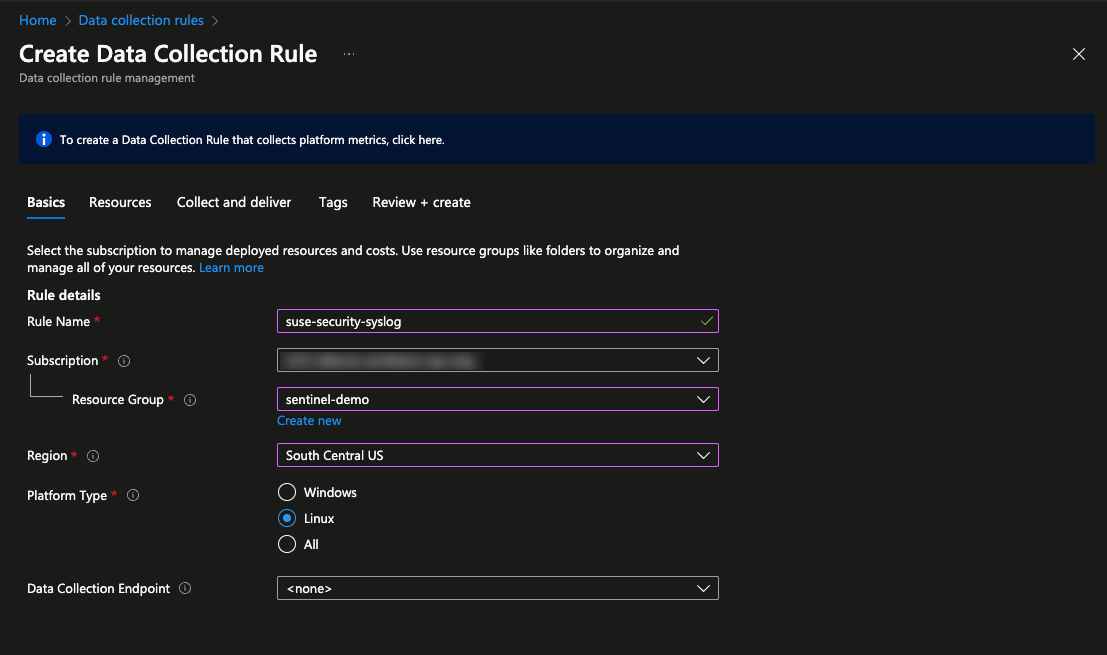 Home > Data collection rules >
Create Data Collection Rule ...
Data collection rule management
To create a Data Collection Rule that collects platform metrics, click here.
Basics Resources Collect and deliver Tags Review + create
Select the subscription to manage deployed resources and costs. Use resource groups like folders to organize and
manage all of your resources. Learn more
Rule details
Rule Name * suse-security-syslog
Subscription *
Resource Group * sentinel-demo
Create new
Region * South Central US
Platform Type * Windows
Linux
All
Data Collection Endpoint <none>